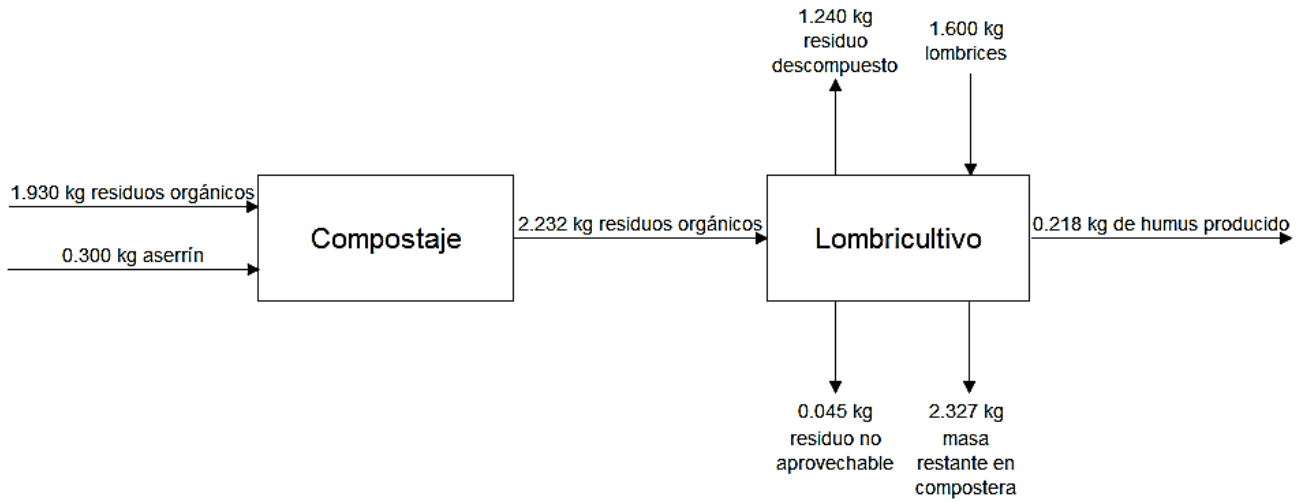 1.240 kg
residuo
descompuesto
1.600 kg
lombrices
1.930 kg residuos orgánicos
0.300 kg aserrín
Compostaje
2.232 kg residuos orgánicos
Lombricultivo
0.218 kg de humus producido
0.045 kg
residuo no
aprovechable
2.327 kg
masa
restante en
compostera